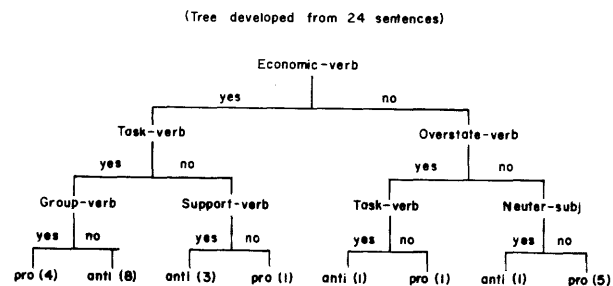 (Tree developed from 24 sentences)
Economic-verb
yes no
Task-verb Overstate-verb
yes no yes no
Group-verb Support-verb Task-verb Neuter-subj
yes no yes no yes no yes no
pro (4) anti (8) anti (3) pro (1) anti (1) pro (1) anti (1) pro (5)